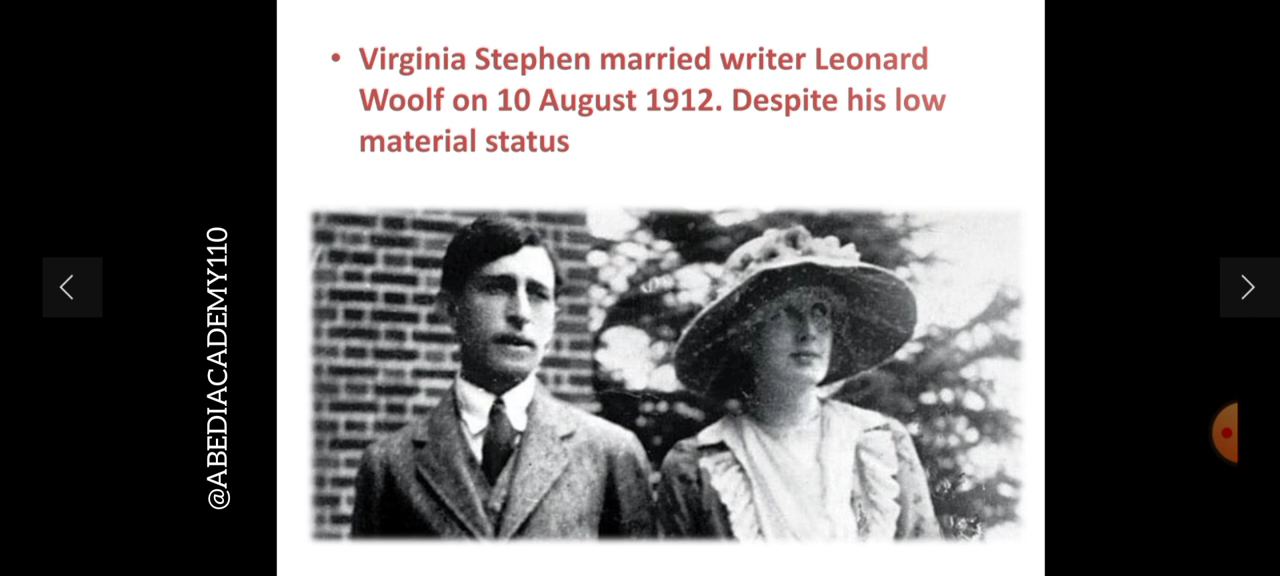 • Virginia Stephen married writer Leonard
Woolf on 10 August 1912. Despite his low
material status
@ABEDIACADEMY110